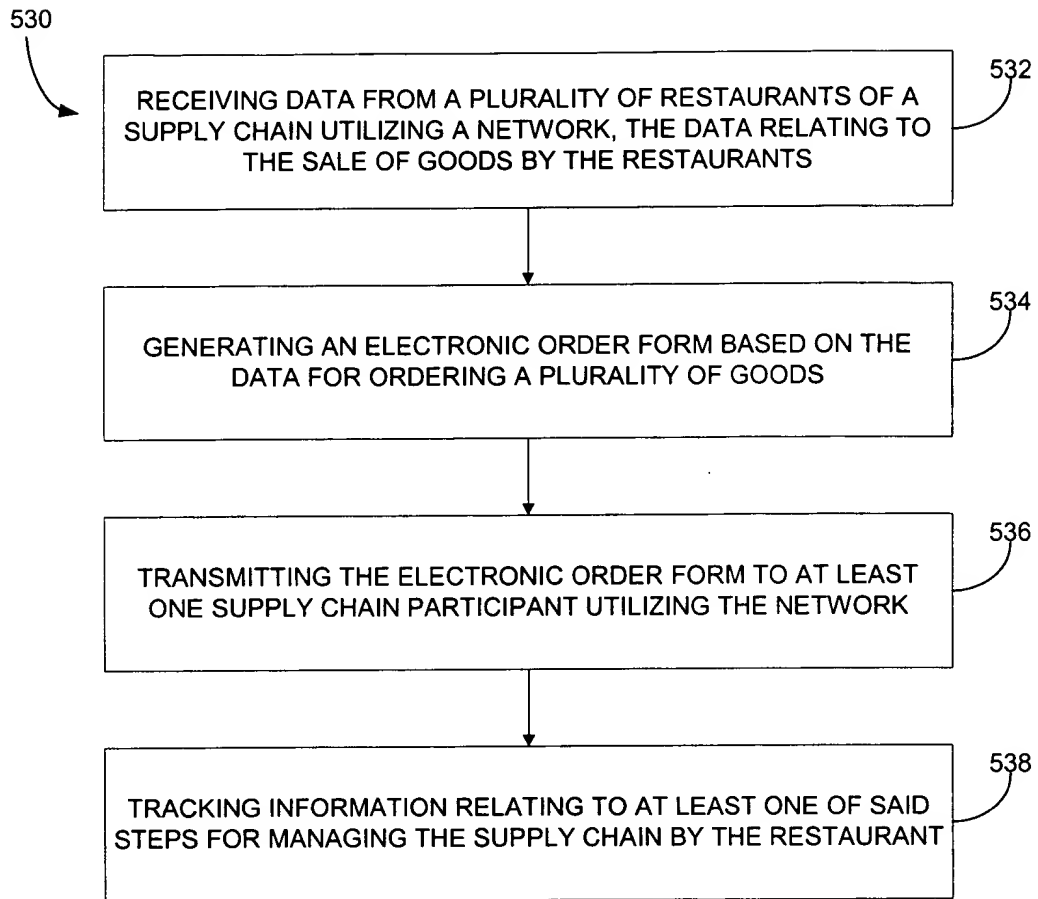 530
532
RECEIVING DATA FROM A PLURALITY OF RESTAURANTS OF A
SUPPLY CHAIN UTILIZING A NETWORK, THE DATA RELATING TO
THE SALE OF GOODS BY THE RESTAURANTS
534
GENERATING AN ELECTRONIC ORDER FORM BASED ON THE
DATA FOR ORDERING A PLURALITY OF GOODS
536
TRANSMITTING THE ELECTRONIC ORDER FORM TO AT LEAST
ONE SUPPLY CHAIN PARTICIPANT UTILIZING THE NETWORK
538
TRACKING INFORMATION RELATING TO AT LEAST ONE OF SAID
STEPS FOR MANAGING THE SUPPLY CHAIN BY THE RESTAURANT